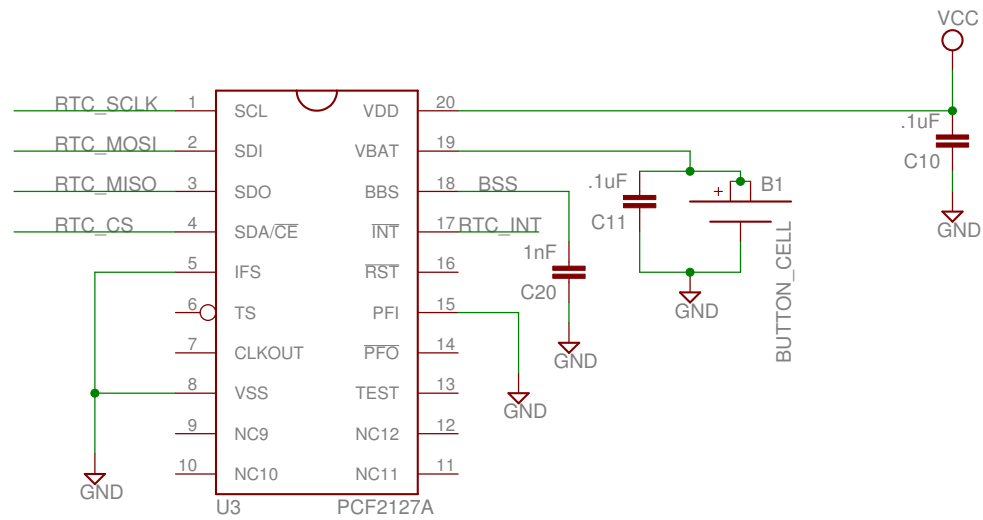 VCC
RTC_SCLK 1 SCL VDD 20
RTC_MOSI 2 SDI VBAT 19
RTC_MISO 3 SDO BBS 18 BSS
RTC_CS 4 SDA/CE INT 17 RTC_INT
5 IFS RST 16
6 TS PFI 15
7 CLKOUT PFO 14
8 VSS TEST 13
9 NC9 NC12 12
10 NC10 NC11 11
GND
U3 PCF2127A
GND
1nF
C20
GND
.1uF
C11
+ B1
BUTTON_CELL
GND
.1uF
C10
GND